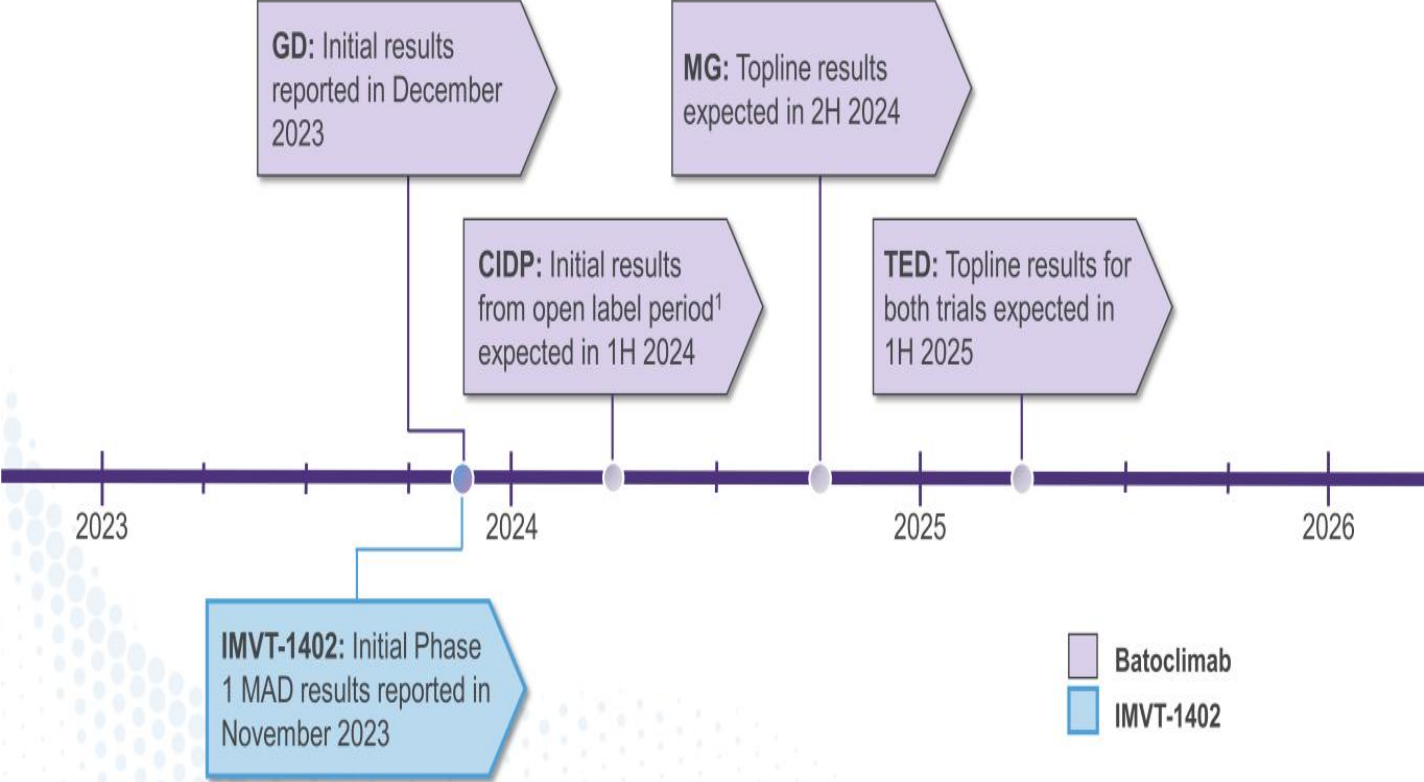 GD: Initial results
reported in December
2023
MG: Topline results
expected in 2H 2024
CIDP: Initial results
from open label period¹
expected in 1H 2024
TED: Topline results for
both trials expected in
1H 2025
2023
2024
2025
2026
IMVT-1402: Initial Phase
1 MAD results reported in
November 2023
Batoclimab
IMVT-1402